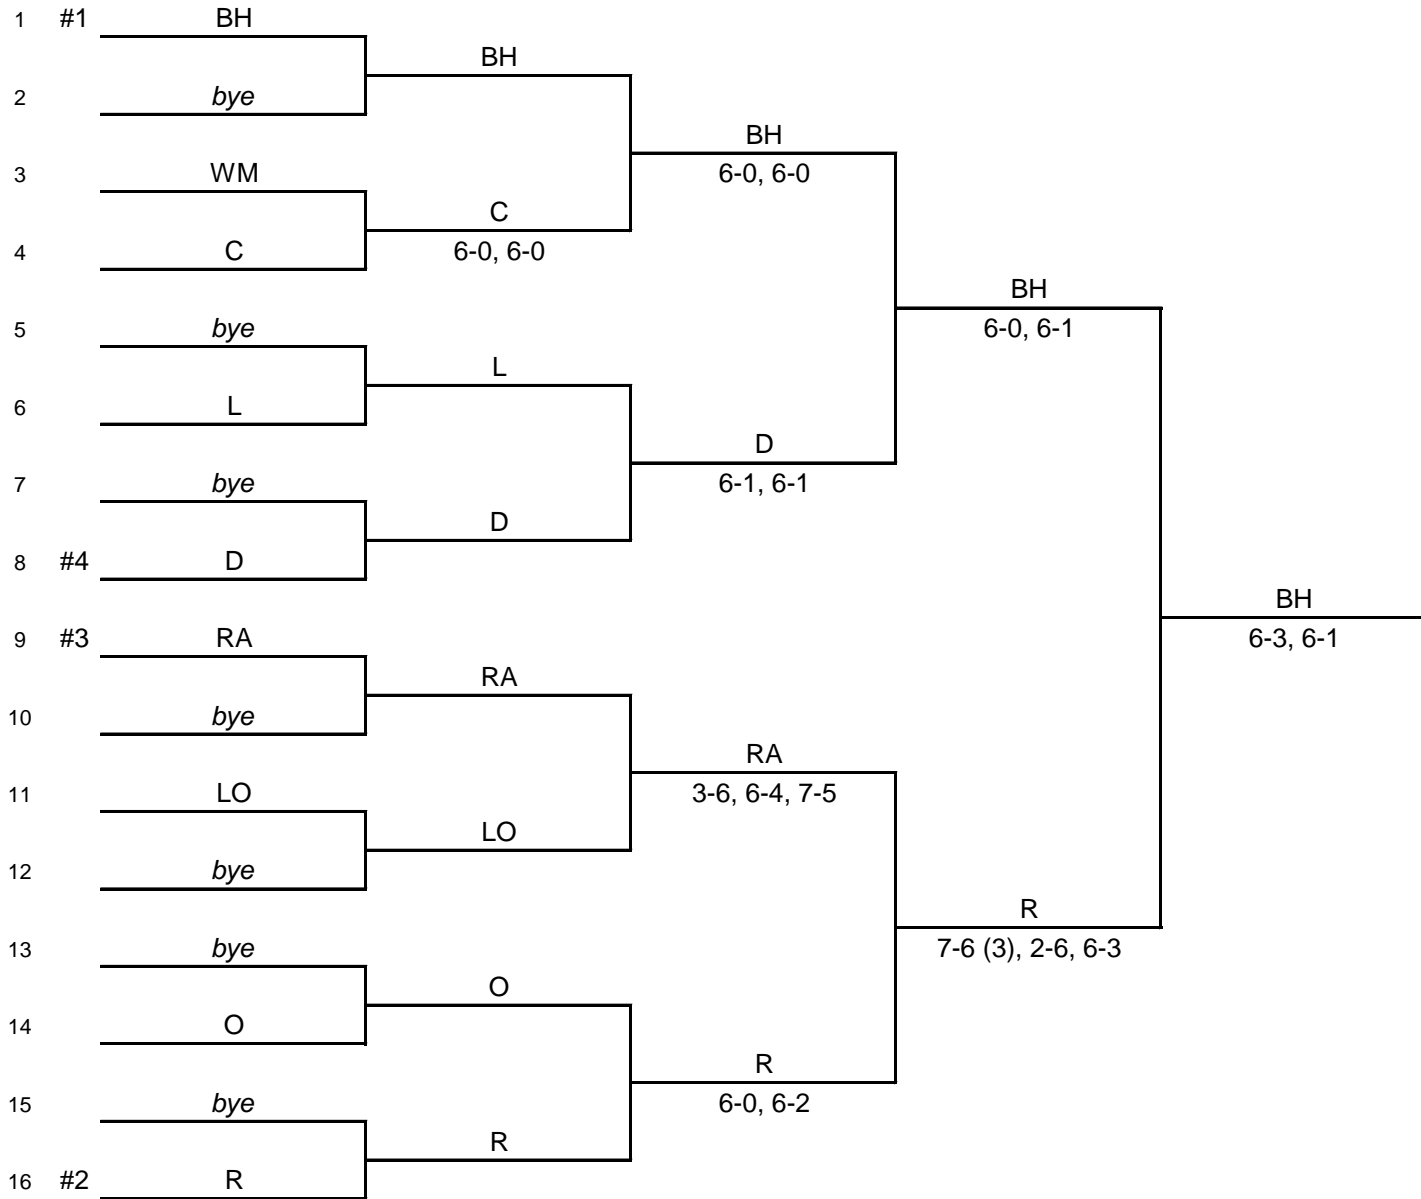 1 #1 BH
BH
2 bye
BH
3 WM 6-0, 6-0
C
4 C 6-0, 6-0
BH
5 bye 6-0, 6-1
L
6 L
D
7 bye 6-1, 6-1
D
8 #4 D
BH
9 #3 RA 6-3, 6-1
RA
10 bye
RA
11 LO 3-6, 6-4, 7-5
LO
12 bye
R
13 bye 7-6 (3), 2-6, 6-3
O
14 O
R
15 bye 6-0, 6-2
R
16 #2 R